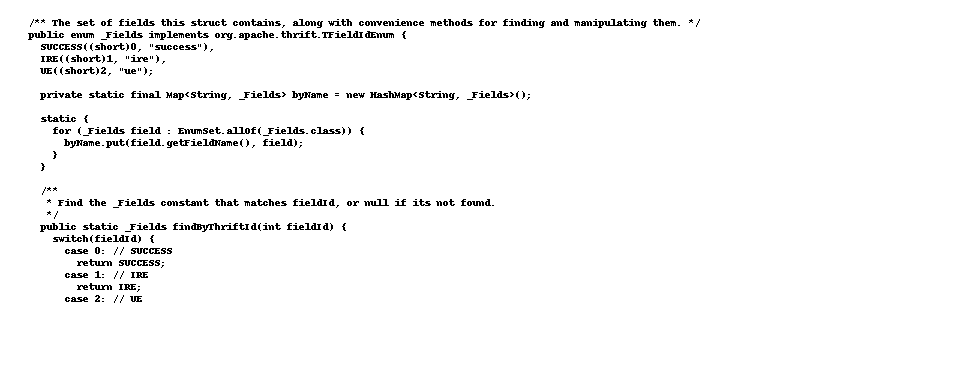 /** The set of fields this struct contains, along with convenience methods for finding and manipulating them. */
public enum _Fields implements org.apache.thrift.TFieldIdEnum {
  SUCCESS((short)0, "success"),
  IRE((short)1, "ire"),
  UE((short)2, "ue");

  private static final Map<String, _Fields> byName = new HashMap<String, _Fields>();

  static {
    for (_Fields field : EnumSet.allOf(_Fields.class)) {
      byName.put(field.getFieldName(), field);
    }
  }

  /**
   * Find the _Fields constant that matches fieldId, or null if its not found.
   */
  public static _Fields findByThriftId(int fieldId) {
    switch(fieldId) {
      case 0: // SUCCESS
        return SUCCESS;
      case 1: // IRE
        return IRE;
      case 2: // UE